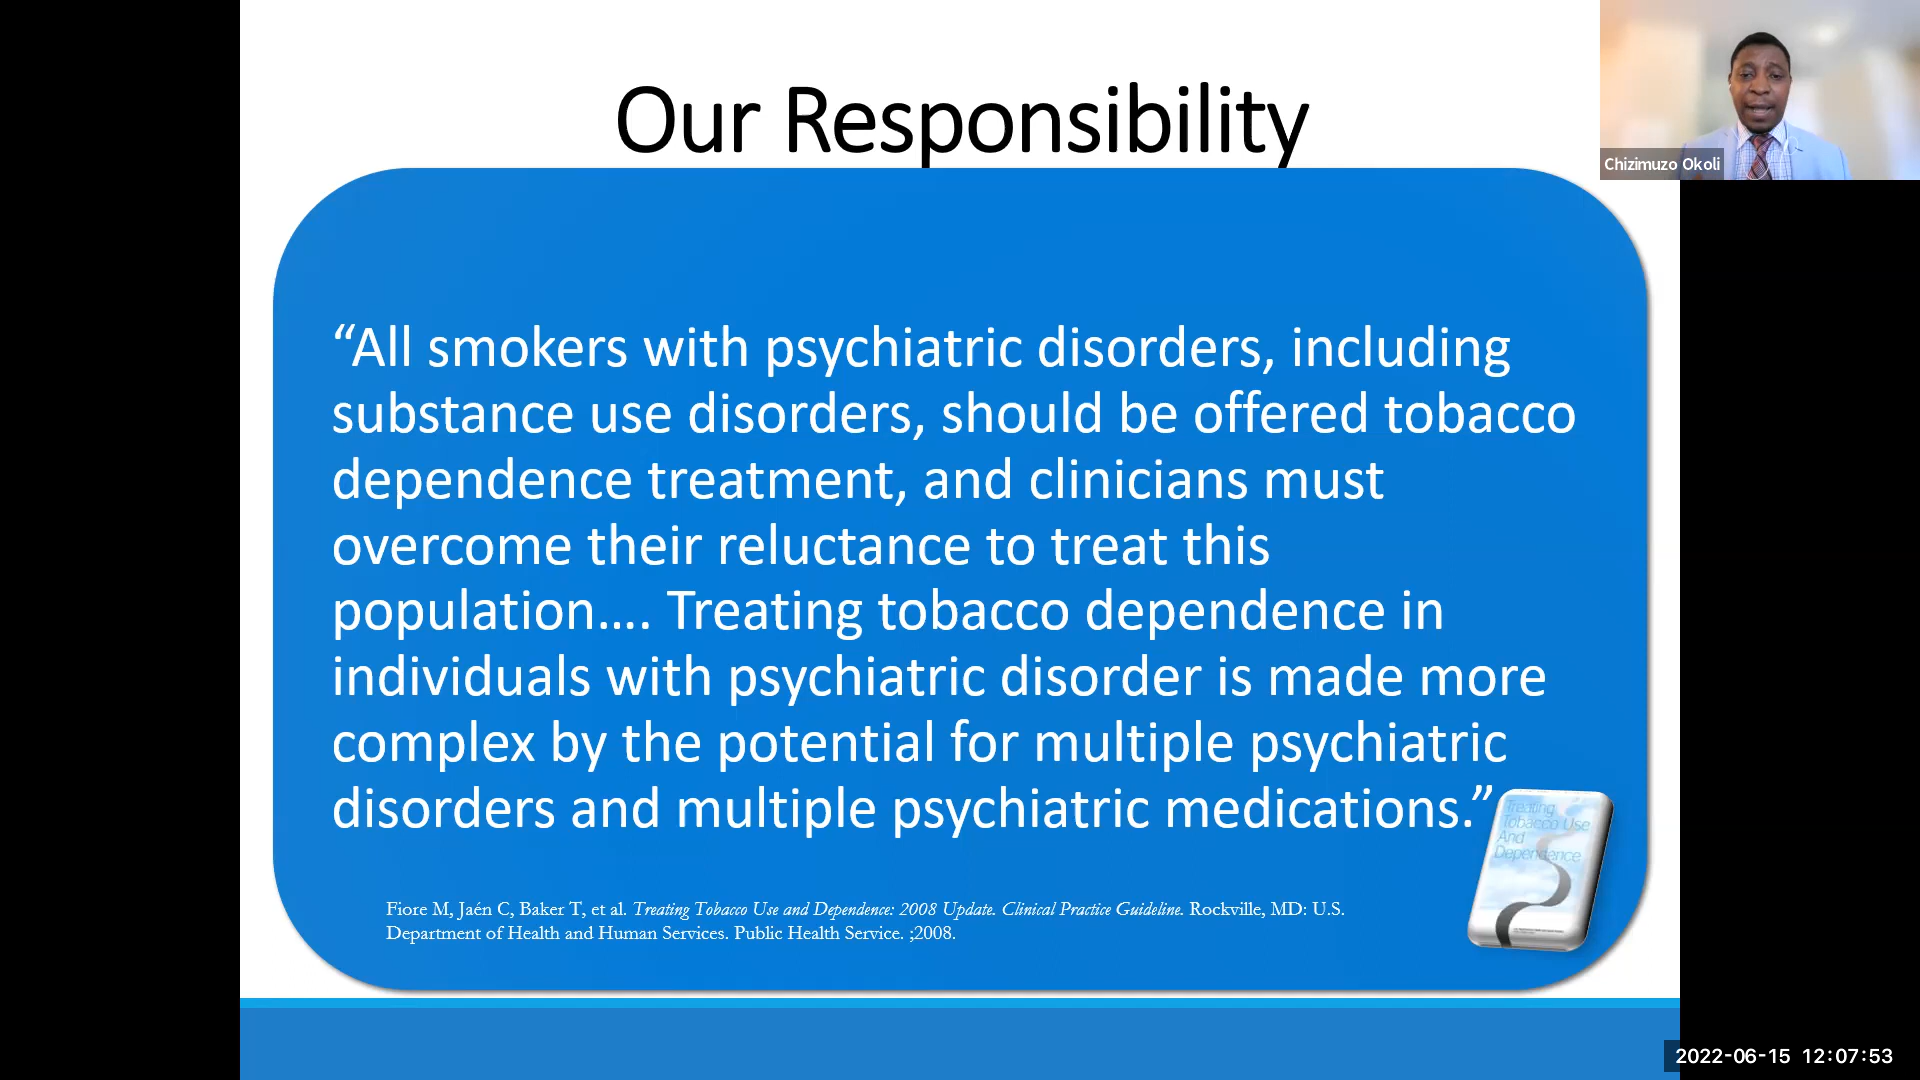 Our Responsibility
Chizimuzo Okoli
“All smokers with psychiatric disorders, including
substance use disorders, should be offered tobacco
dependence treatment, and clinicians must
overcome their reluctance to treat this
population…. Treating tobacco dependence in
individuals with psychiatric disorder is made more
complex by the potential for multiple psychiatric
disorders and multiple psychiatric medications.”
Treating
Tobacco Use
And
Dependence
Fiore M, Jaén C, Baker T, et al. Treating Tobacco Use and Dependence: 2008 Update. Clinical Practice Guideline. Rockville, MD: U.S.
Department of Health and Human Services. Public Health Service. ;2008.
2022-06-15 12:07:53